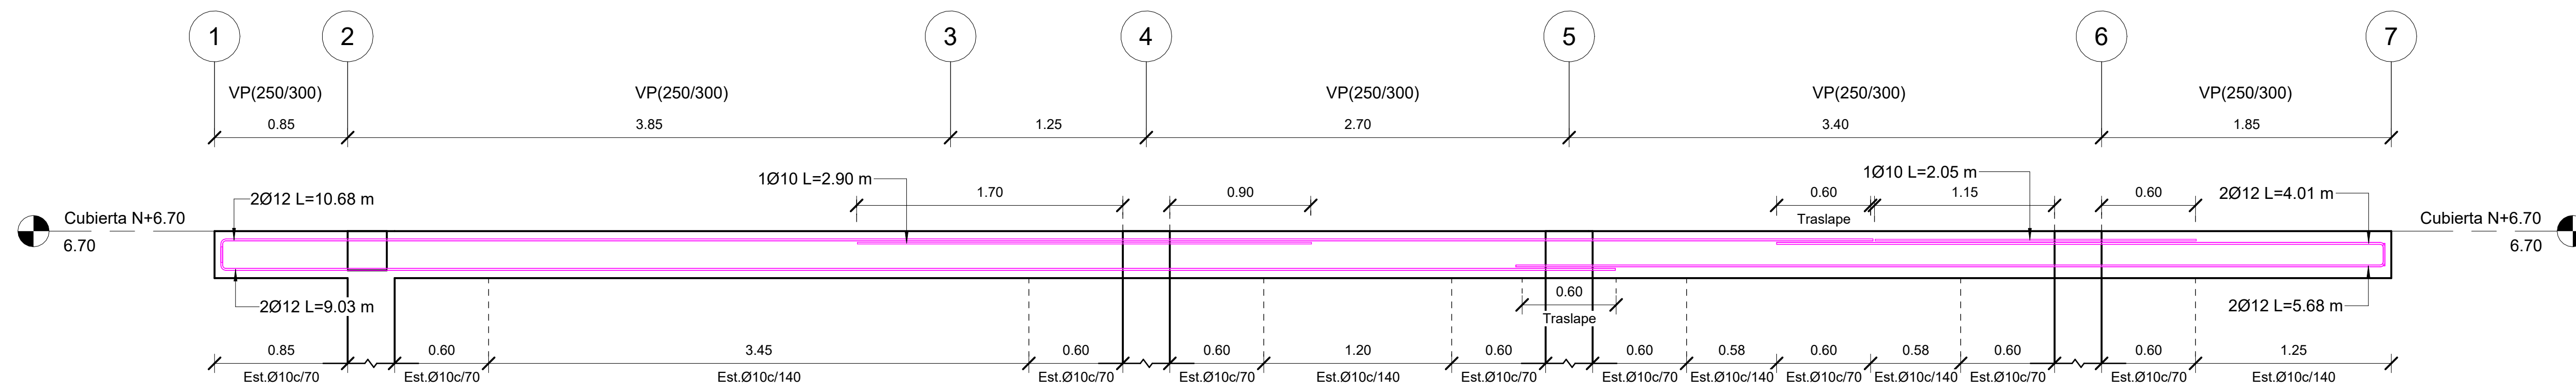 1 2 3 4 5 6 7
VP(250/300) VP(250/300) VP(250/300) VP(250/300) VP(250/300)
0.85 3.85 1.25 2.70 3.40 1.85
1Ø10 L=2.90 m 1Ø10 L=2.05 m
2Ø12 L=10.68 m 1.70 0.90 0.60 1.15 0.60 2Ø12 L=4.01 m
Traslape
Cubierta N+6.70 Cubierta N+6.70
6.70 6.70
2Ø12 L=9.03 m 0.60 2Ø12 L=5.68 m
Traslape
0.85 0.60 3.45 0.60 0.60 1.20 0.60 0.60 0.58 0.60 0.58 0.60 0.60 1.25
Est.Ø10c/70 Est.Ø10c/70 Est.Ø10c/140 Est.Ø10c/70 Est.Ø10c/70 Est.Ø10c/140 Est.Ø10c/70 Est.Ø10c/70 Est.Ø10c/140 Est.Ø10c/70 Est.Ø10c/140 Est.Ø10c/70 Est.Ø10c/70 Est.Ø10c/140